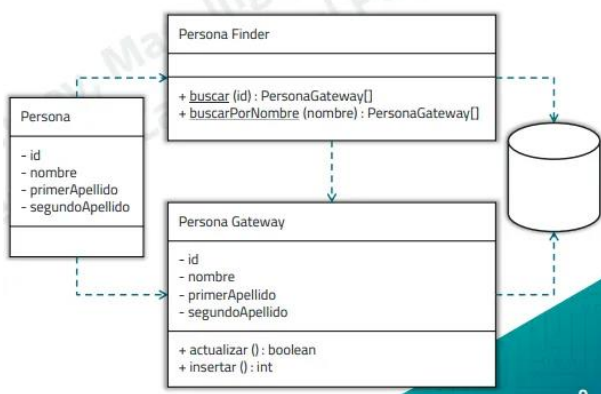 Persona Finder
+ buscar (id) : PersonaGateway[]
+ buscarPorNombre (nombre) : PersonaGateway[]
Persona
- id
- nombre
- primerApellido
- segundoApellido
Persona Gateway
- id
- nombre
- primerApellido
- segundoApellido
+ actualizar () : boolean
+ insertar () : int